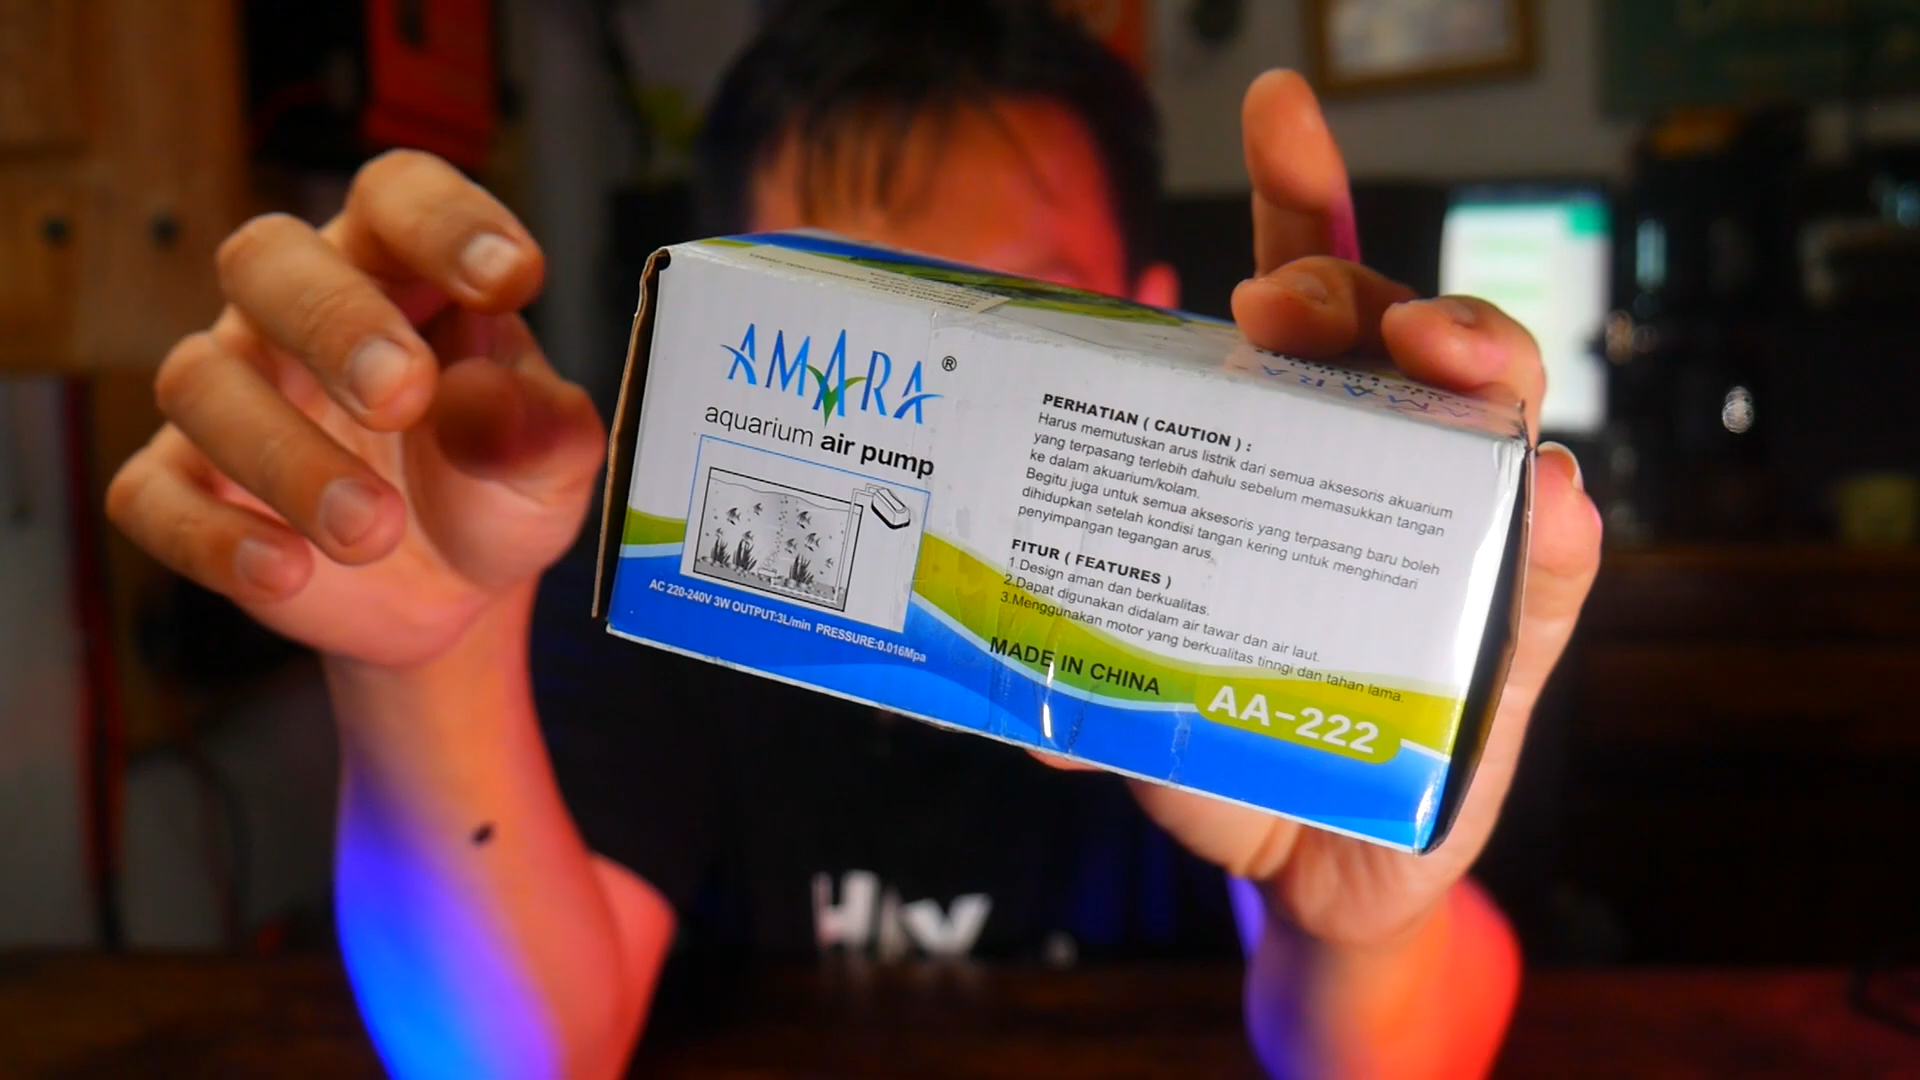 AMARA®
aquarium air pump
AC 220-240V 3W OUTPUT:3L/min PRESSURE:0.016Mpa
PERHATIAN ( CAUTION ) :
Harus memutuskan arus listrik dari semua aksesoris akuarium
yang terpasang terlebih dahulu sebelum memasukkan tangan
ke dalam akuarium/kolam.
Begitu juga untuk semua aksesoris yang terpasang baru boleh
dihidupkan setelah kondisi tangan kering untuk menghindari
penyimpangan tegangan arus.
FITUR ( FEATURES )
1.Design aman dan berkualitas.
2.Dapat digunakan didalam air tawar dan air laut.
3.Menggunakan motor yang berkualitas tinngi dan tahan lama.
MADE IN CHINA
AA-222